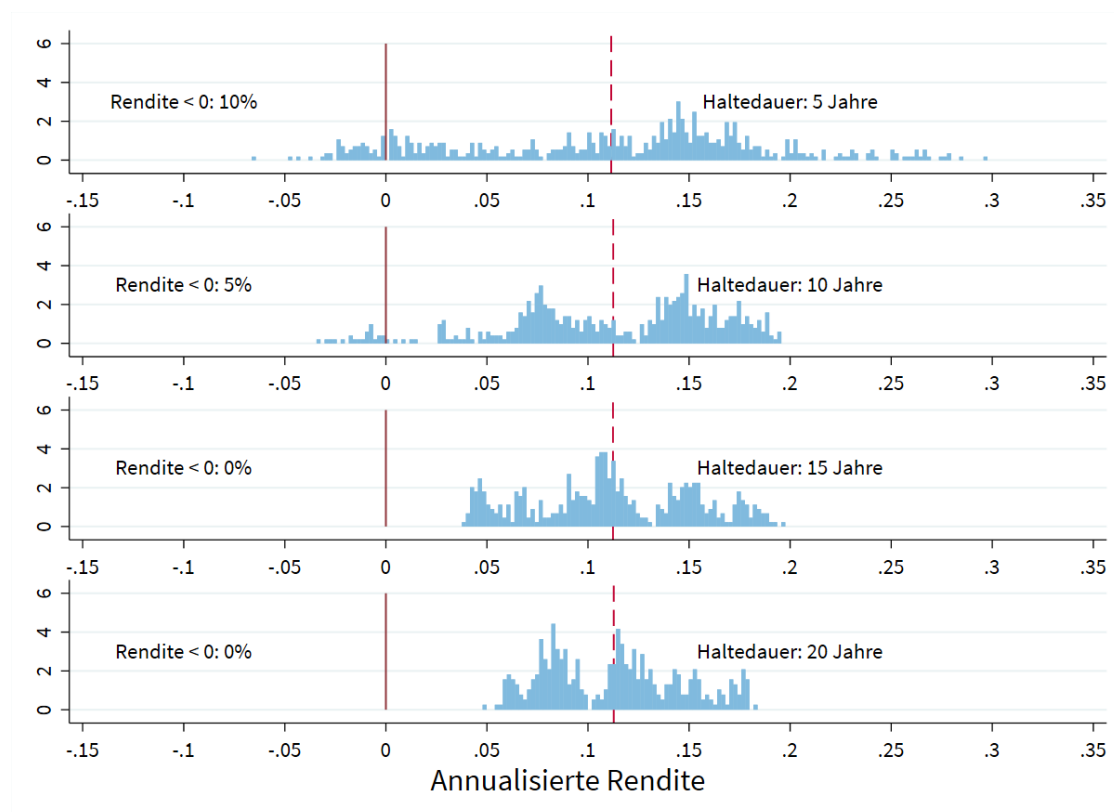 6
4
2
0
Rendite < 0: 10%
Haltedauer: 5 Jahre
-.15 -.1 -.05 0 .05 .1 .15 .2 .25 .3 .35
6
4
2
0
Rendite < 0: 5%
Haltedauer: 10 Jahre
-.15 -.1 -.05 0 .05 .1 .15 .2 .25 .3 .35
6
4
2
0
Rendite < 0: 0%
Haltedauer: 15 Jahre
-.15 -.1 -.05 0 .05 .1 .15 .2 .25 .3 .35
6
4
2
0
Rendite < 0: 0%
Haltedauer: 20 Jahre
-.15 -.1 -.05 0 .05 .1 .15 .2 .25 .3 .35
Annualisierte Rendite